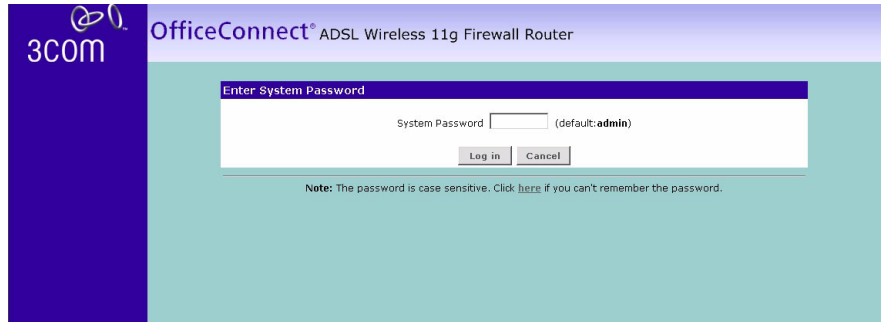 3COM
OfficeConnect® ADSL Wireless 11g Firewall Router
Enter System Password
System Password (default:admin)
Log in Cancel
Note: The password is case sensitive. Click here if you can't remember the password.